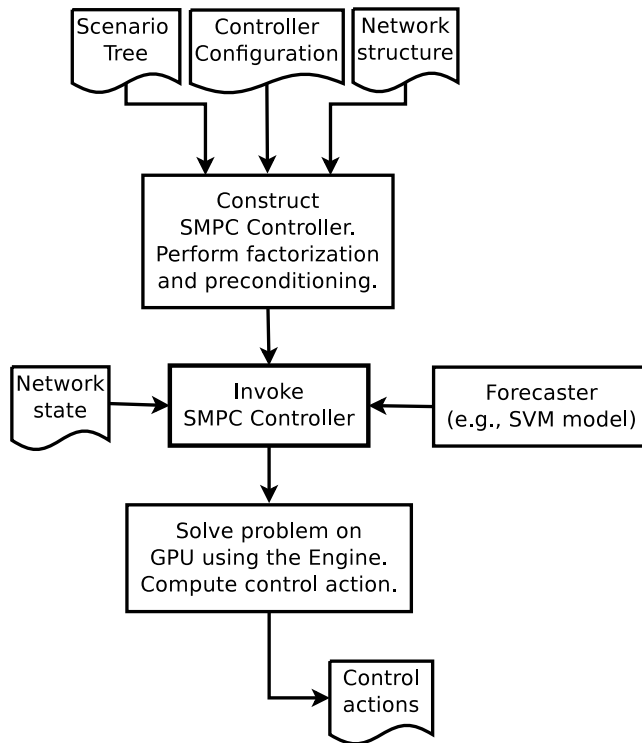 Scenario
Tree
Controller
Configuration
Network
structure
Construct
SMPC Controller.
Perform factorization
and preconditioning.
Network
state
Invoke
SMPC Controller
Forecaster
(e.g., SVM model)
Solve problem on
GPU using the Engine.
Compute control action.
Control
actions